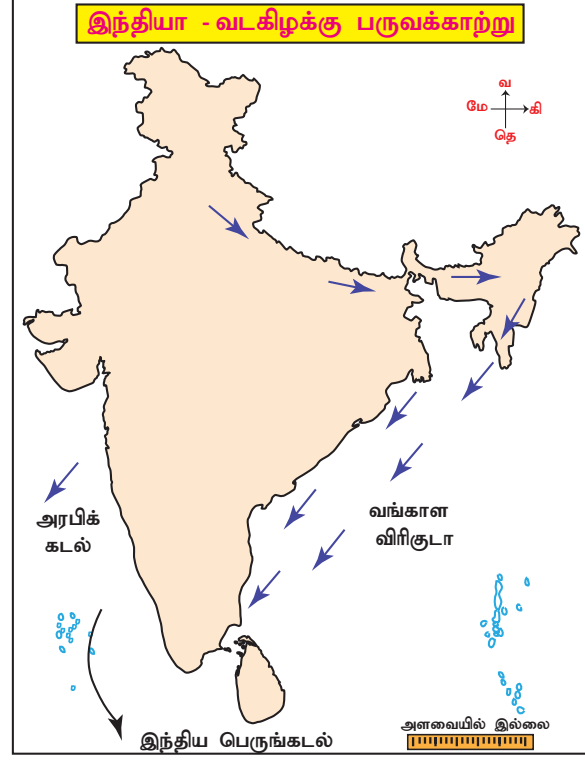 இந்தியா - வடகிழக்கு பருவக்காற்று
வ
மே கி
தெ
அரபிக்
கடல்
வங்காள
விரிகுடா
அளவையில் இல்லை
இந்திய பெருங்கடல்